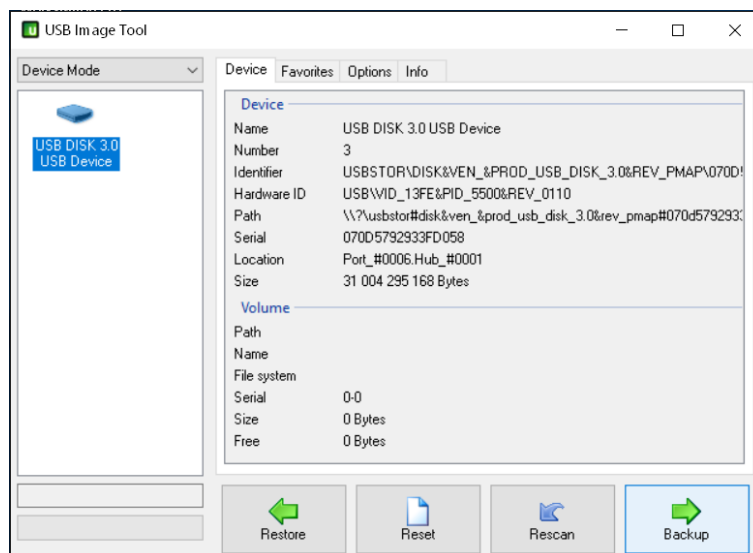 USB Image Tool
Device Mode
USB DISK 3.0
USB Device
Device Favorites Options Info
Device
Name USB DISK 3.0 USB Device
Number 3
Identifier USBSTOR\DISK&VEN_&PROD_USB_DISK_3.0&REV_PMAP\070D!
Hardware ID USB\VID_13FE&PID_5500&REV_0110
Path \\?\usbstor#disk&ven_&prod_usb_disk_3.0&rev_pmap#070d5792933
Serial 070D5792933FD058
Location Port_#0006.Hub_#0001
Size 31 004 295 168 Bytes
Volume
Path
Name
File system
Serial 0-0
Size 0 Bytes
Free 0 Bytes
Restore Reset Rescan Backup